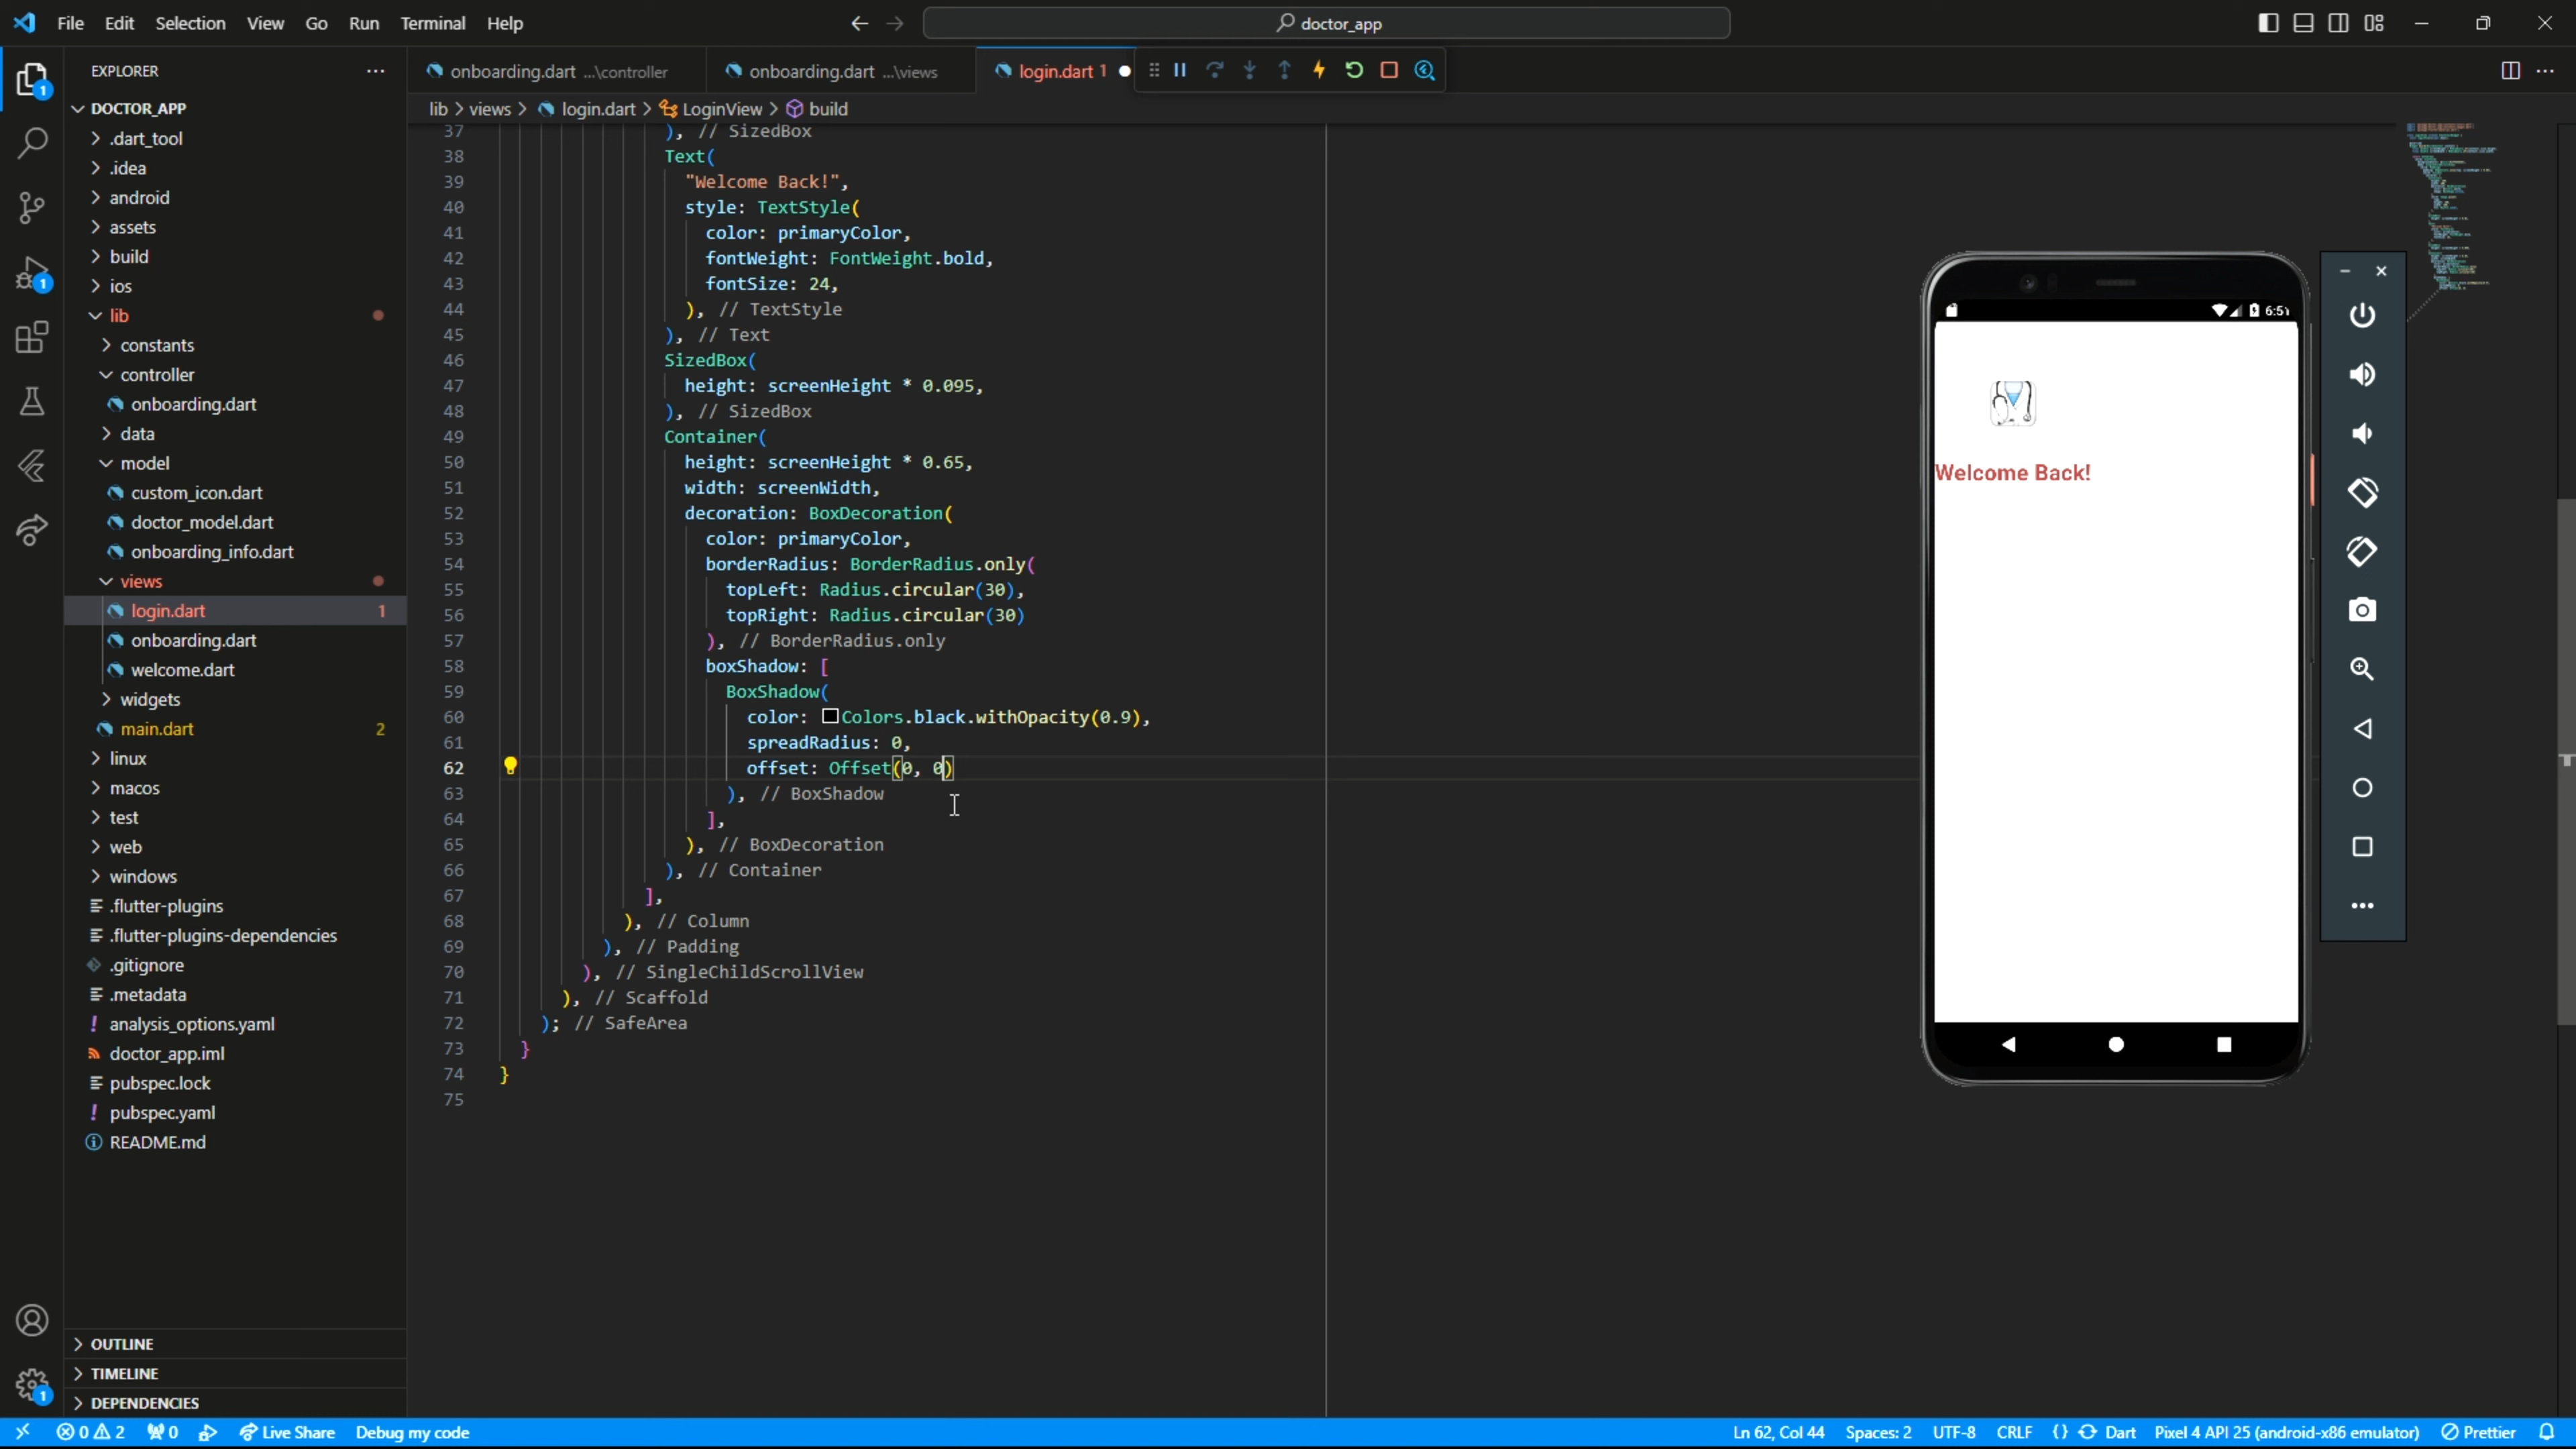 File Edit Selection View Go Run Terminal Help
doctor_app
EXPLORER
onboarding.dart ...\controller
onboarding.dart ...\views
login.dart 1
DOCTOR_APP
lib > views > login.dart > LoginView > build
.dart_tool
.idea
android
assets
build
ios
lib
constants
controller
onboarding.dart
data
model
custom_icon.dart
doctor_model.dart
onboarding_info.dart
views
login.dart 1
onboarding.dart
welcome.dart
widgets
main.dart 2
linux
macos
test
web
windows
.flutter-plugins
.flutter-plugins-dependencies
.gitignore
.metadata
analysis_options.yaml
doctor_app.iml
pubspec.lock
pubspec.yaml
README.md
OUTLINE
TIMELINE
DEPENDENCIES
37 ), // SizedBox
38 Text(
39 "Welcome Back!",
40 style: TextStyle(
41 color: primaryColor,
42 fontWeight: FontWeight.bold,
43 fontSize: 24,
44 ), // TextStyle
45 ), // Text
46 SizedBox(
47 height: screenHeight * 0.095,
48 ), // SizedBox
49 Container(
50 height: screenHeight * 0.65,
51 width: screenWidth,
52 decoration: BoxDecoration(
53 color: primaryColor,
54 borderRadius: BorderRadius.only(
55 topLeft: Radius.circular(30),
56 topRight: Radius.circular(30)
57 ), // BorderRadius.only
58 boxShadow: [
59 BoxShadow(
60 color: Colors.black.withOpacity(0.9),
61 spreadRadius: 0,
62 offset: Offset(0, 0)
63 ), // BoxShadow
64 ],
65 ), // BoxDecoration
66 ), // Container
67 ],
68 ), // Column
69 ), // Padding
70 ), // SingleChildScrollView
71 ), // Scaffold
72 ); // SafeArea
73 }
74 }
75
6:51
Welcome Back!
0 2 0 Live Share Debug my code
Ln 62, Col 44 Spaces: 2 UTF-8 CRLF {} Dart Pixel 4 API 25 (android-x86 emulator) Prettier